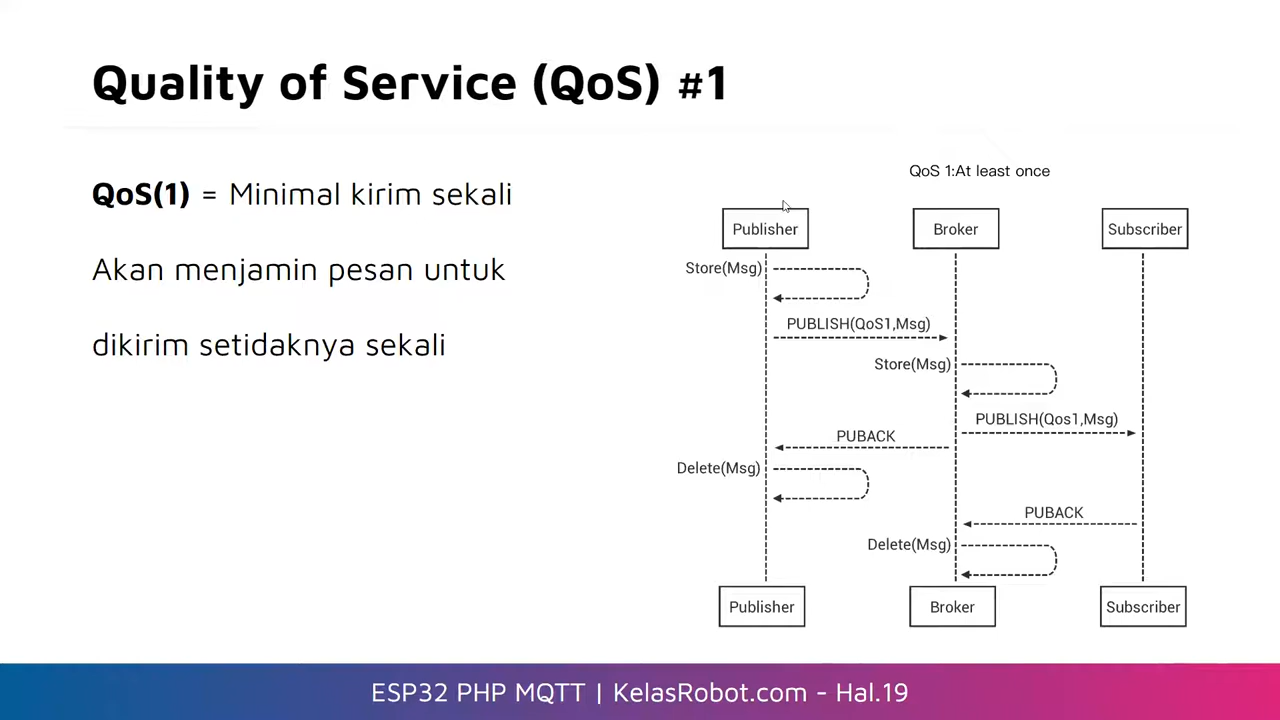 Quality of Service (QoS) #1
QoS(1) = Minimal kirim sekali
Akan menjamin pesan untuk
dikirim setidaknya sekali
QoS 1:At least once
Publisher
Broker
Subscriber
Store(Msg)
PUBLISH(QoS1,Msg)
Store(Msg)
PUBLISH(Qos1,Msg)
PUBACK
Delete(Msg)
PUBACK
Delete(Msg)
Publisher
Broker
Subscriber
ESP32 PHP MQTT | KelasRobot.com - Hal.19